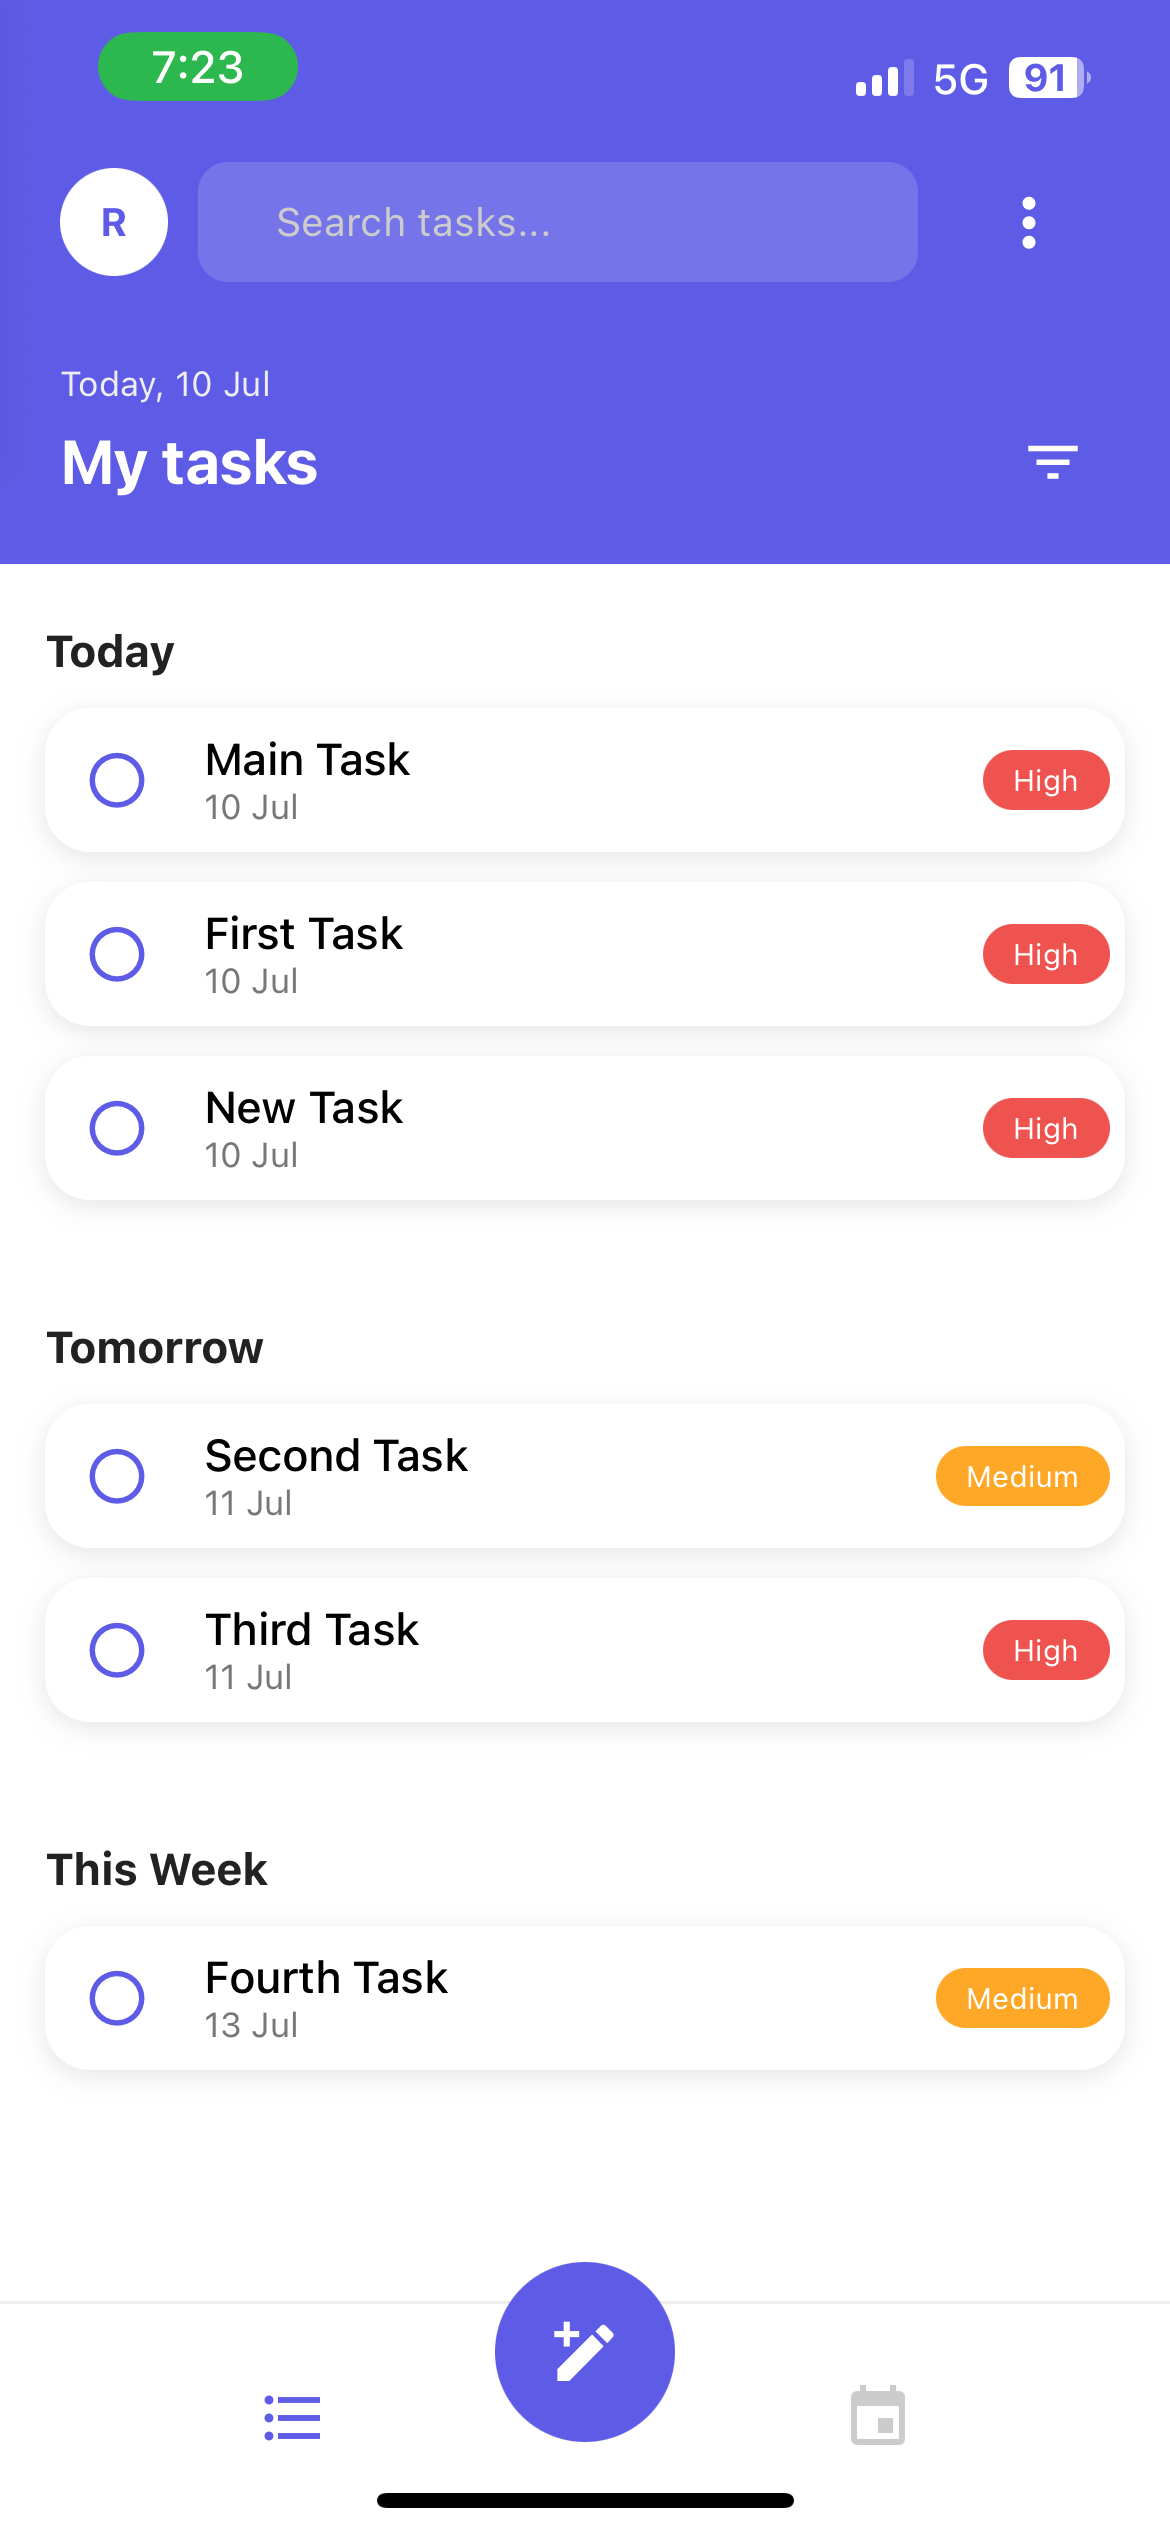 7:23
5G
91
R
Search tasks...
Today, 10 Jul
My tasks
Today
Main Task
10 Jul
High
First Task
10 Jul
High
New Task
10 Jul
High
Tomorrow
Second Task
11 Jul
Medium
Third Task
11 Jul
High
This Week
Fourth Task
13 Jul
Medium